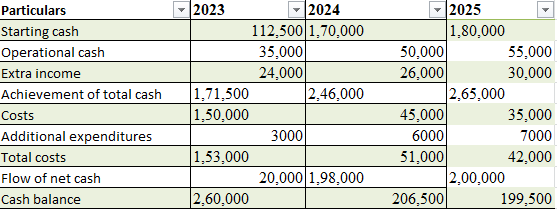 Particulars 2023 2024 2025
Starting cash 112,500 1,70,000 1,80,000
Operational cash 35,000 50,000 55,000
Extra income 24,000 26,000 30,000
Achievement of total cash 1,71,500 2,46,000 2,65,000
Costs 1,50,000 45,000 35,000
Additional expenditures 3000 6000 7000
Total costs 1,53,000 51,000 42,000
Flow of net cash 20,000 1,98,000 2,00,000
Cash balance 2,60,000 206,500 199,500